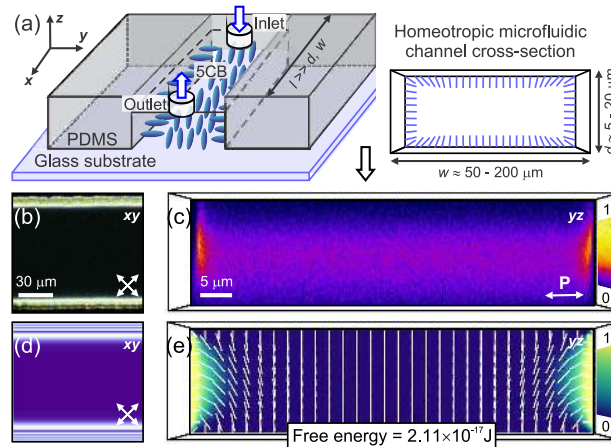 (a)
z
y
x
Inlet
5CB
Outlet
l >> d, w
PDMS
Glass substrate
Homeotropic microfluidic
channel cross-section
d ≈ 5 - 20 μm
w ≈ 50 - 200 μm
(b)
xy
30 μm
(c)
yz
5 μm
P
1
0
(d)
xy
(e)
yz
1
0
Free energy = 2.11×10⁻¹⁷J